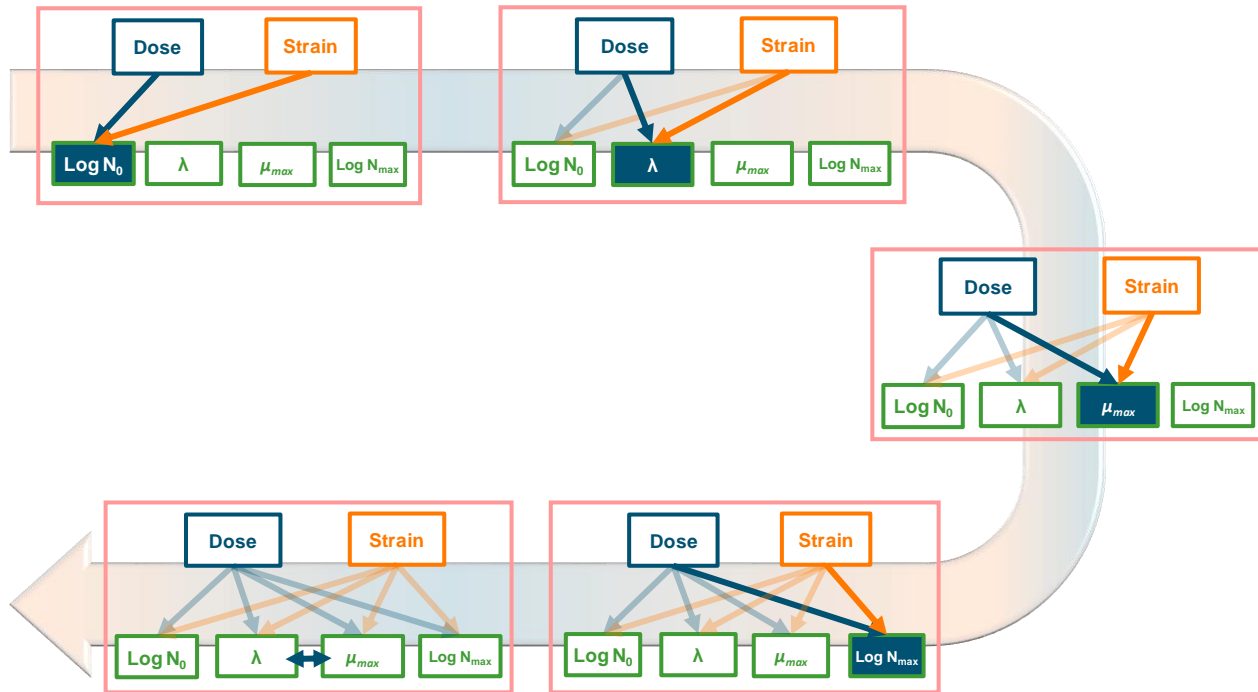 Dose
Strain
Log N₀
λ
μmax
Log Nmax
Dose
Strain
Log N₀
λ
μmax
Log Nmax
Dose
Strain
Log N₀
λ
μmax
Log Nmax
Dose
Strain
Log N₀
λ
μmax
Log Nmax
Dose
Strain
Log N₀
λ
μmax
Log Nmax